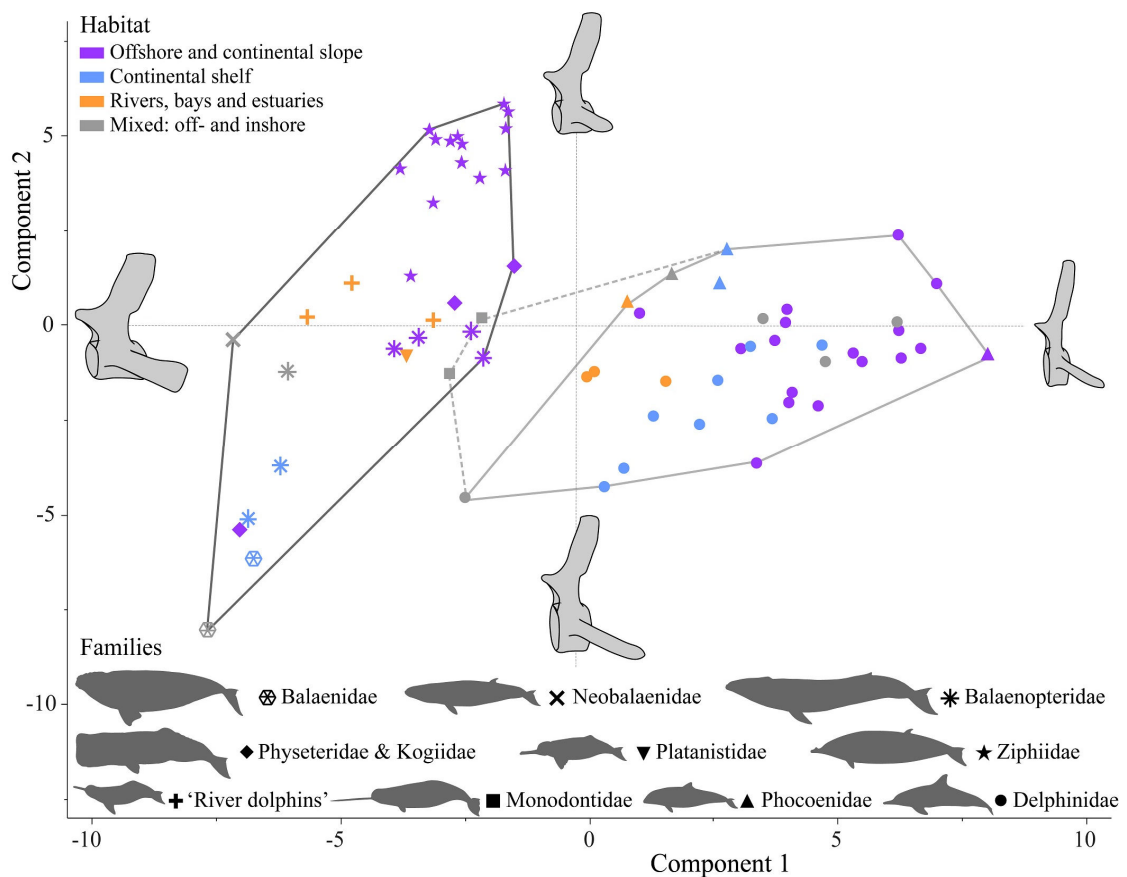 Habitat
Offshore and continental slope
Continental shelf
Rivers, bays and estuaries
Mixed: off- and inshore
Component 2
5
0
-5
-10
Families
Balaenidae
Neobalaenidae
Balaenopteridae
Physeteridae & Kogiidae
Platanistidae
Ziphiidae
'River dolphins'
Monodontidae
Phocoenidae
Delphinidae
-10
-5
0
5
10
Component 1